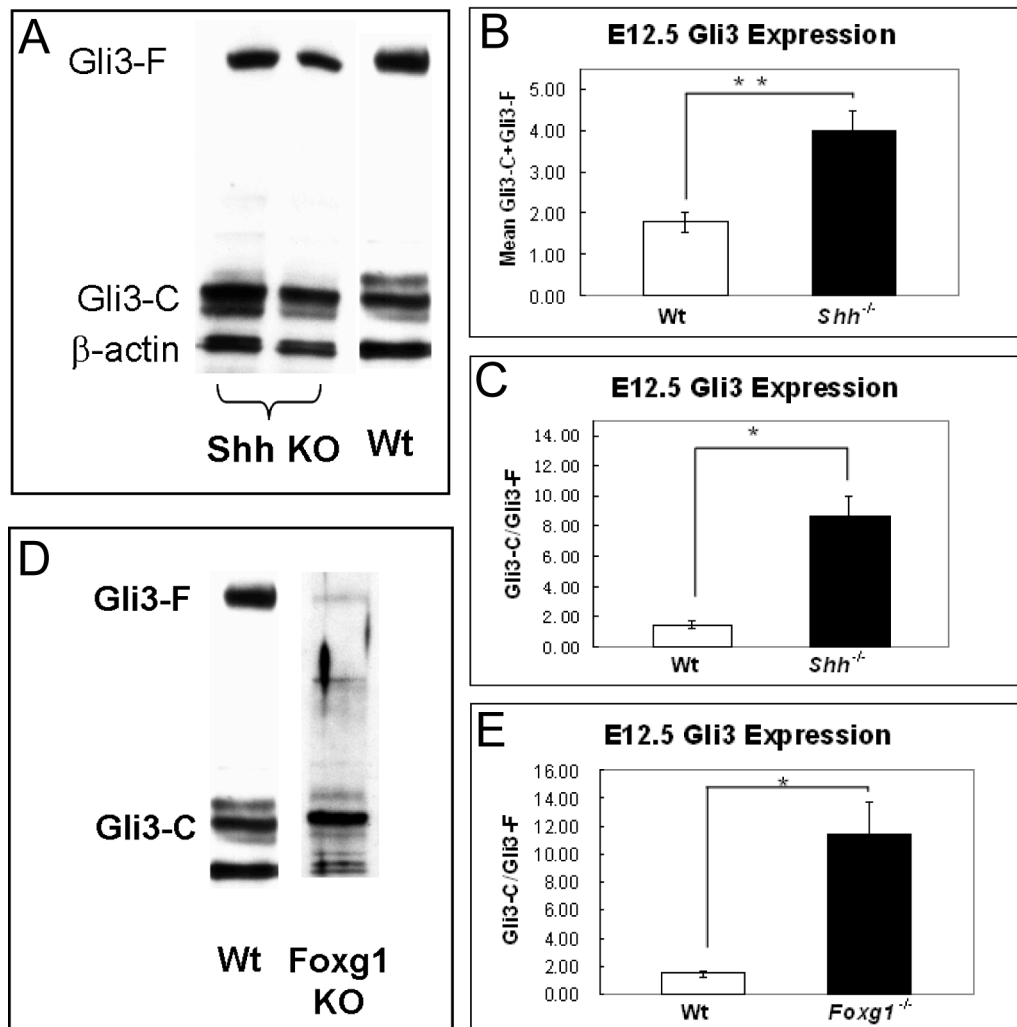 A
Gli3-F
Gli3-C
β-actin
Shh KO
Wt
B
E12.5 Gli3 Expression
Mean Gli3-C+Gli3-F
5.00
4.00
3.00
2.00
1.00
0.00
* *
Wt
Shh-/-
C
E12.5 Gli3 Expression
Gli3-C/Gli3-F
14.00
12.00
10.00
8.00
6.00
4.00
2.00
0.00
*
Wt
Shh-/-
D
Gli3-F
Gli3-C
Wt
Foxg1
KO
E
E12.5 Gli3 Expression
Gli3-C/Gli3-F
16.00
14.00
12.00
10.00
8.00
6.00
4.00
2.00
0.00
*
Wt
Foxg1-/-